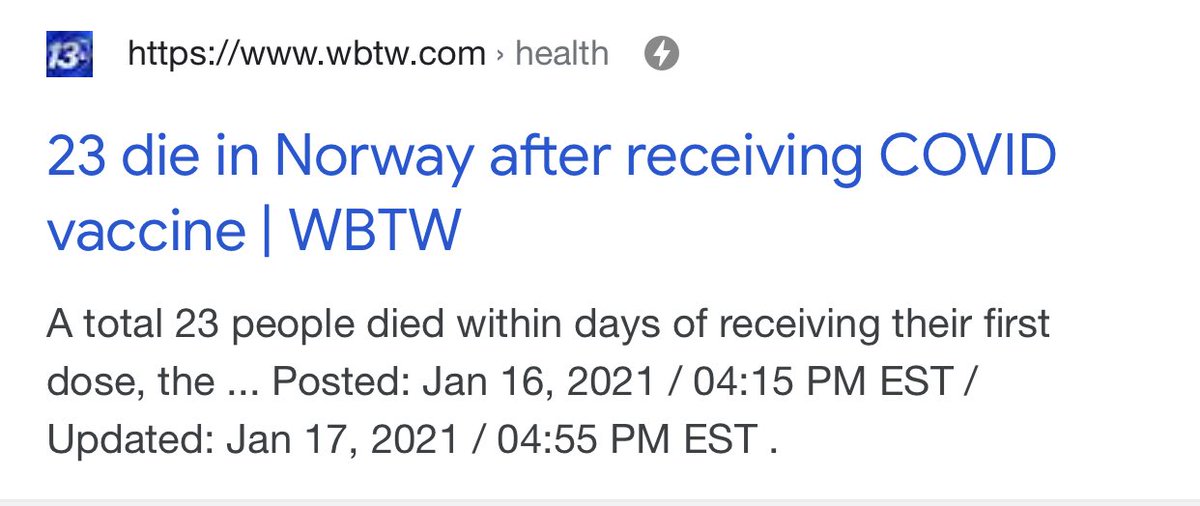 13 https://www.wbtw.com › health
23 die in Norway after receiving COVID
vaccine | WBTW
A total 23 people died within days of receiving their first
dose, the ... Posted: Jan 16, 2021 / 04:15 PM EST /
Updated: Jan 17, 2021 / 04:55 PM EST .